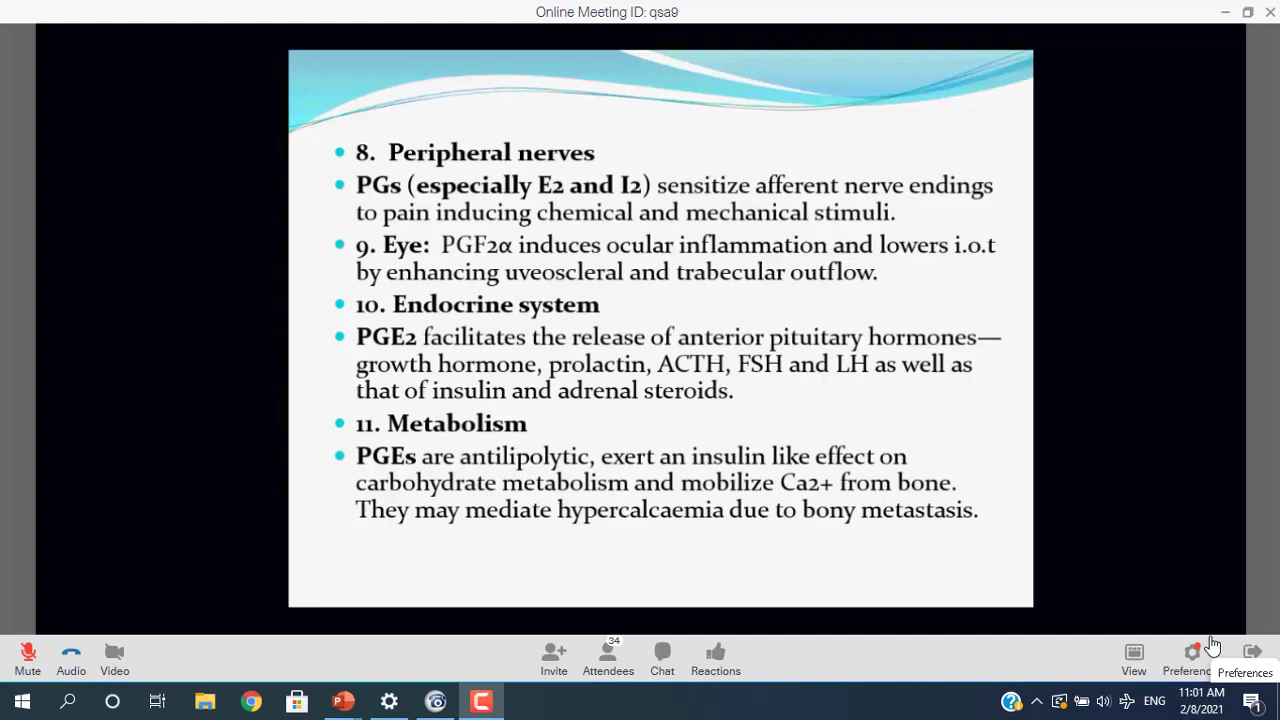 Online Meeting ID: qsa9
8. Peripheral nerves
PGs (especially E2 and I2) sensitize afferent nerve endings
to pain inducing chemical and mechanical stimuli.
9. Eye: PGF2α induces ocular inflammation and lowers i.o.t
by enhancing uveoscleral and trabecular outflow.
10. Endocrine system
PGE2 facilitates the release of anterior pituitary hormones—
growth hormone, prolactin, ACTH, FSH and LH as well as
that of insulin and adrenal steroids.
11. Metabolism
PGEs are antilipolytic, exert an insulin like effect on
carbohydrate metabolism and mobilize Ca2+ from bone.
They may mediate hypercalcaemia due to bony metastasis.
34
Mute Audio Video Invite Attendees Chat Reactions View Preferenc
Preferences
ENG
11:01 AM
2/8/2021
1